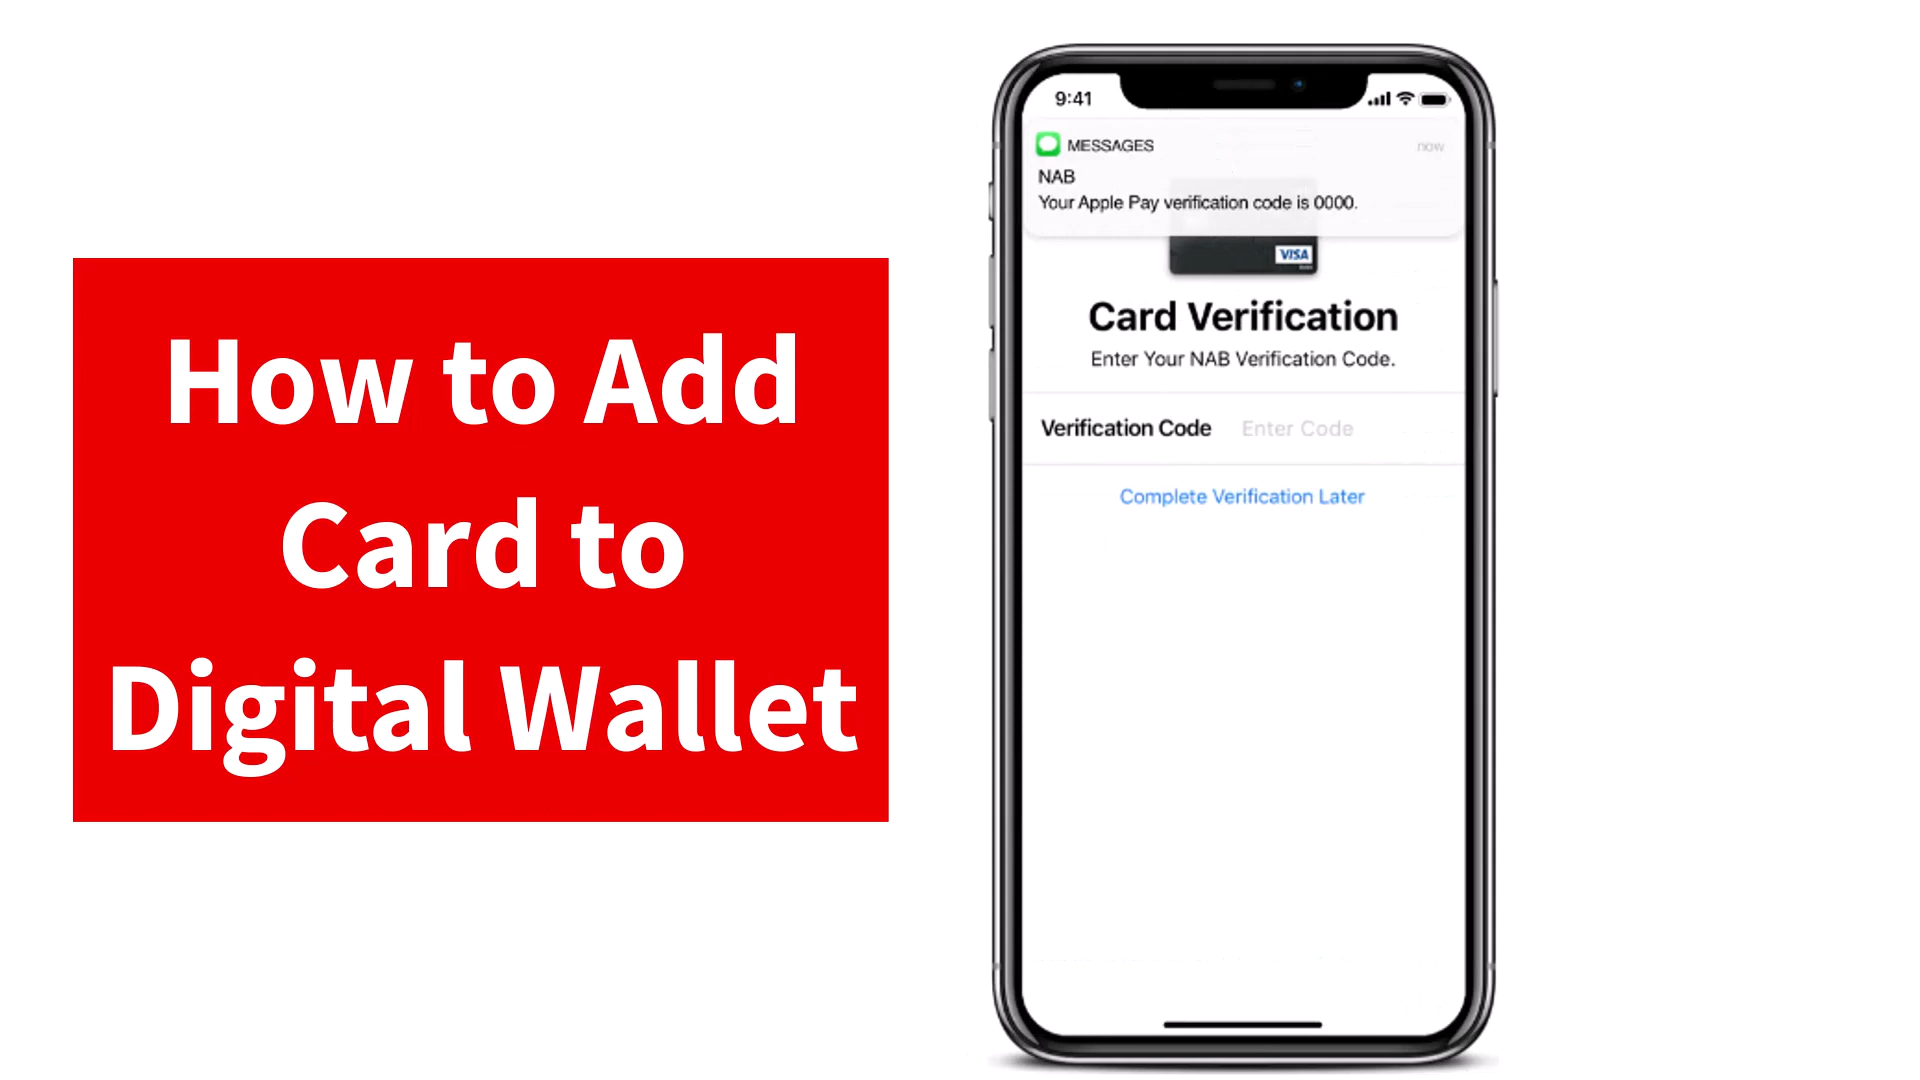 How to Add
Card to
Digital Wallet
9:41
MESSAGES now
NAB
Your Apple Pay verification code is 0000.
VISA
Card Verification
Enter Your NAB Verification Code.
Verification Code Enter Code
Complete Verification Later